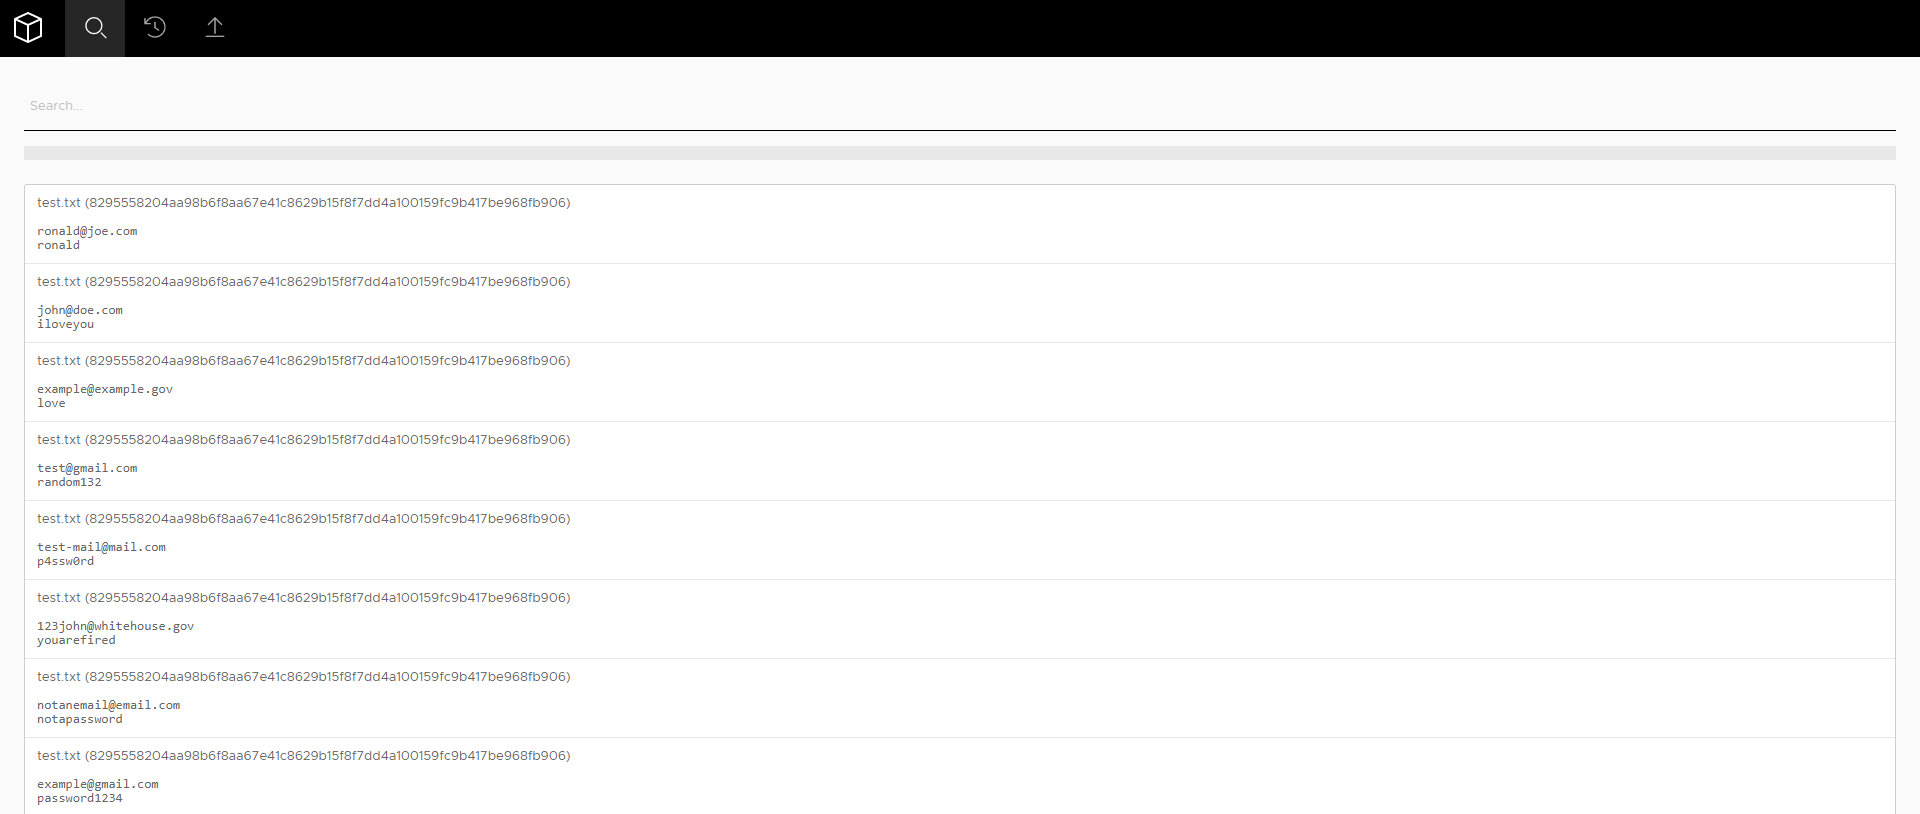 Search...
test.txt (8295558204aa98b6f8aa67e41c8629b15f8f7dd4a100159fc9b417be968fb906)
ronald@joe.com
ronald
test.txt (8295558204aa98b6f8aa67e41c8629b15f8f7dd4a100159fc9b417be968fb906)
john@doe.com
iloveyou
test.txt (8295558204aa98b6f8aa67e41c8629b15f8f7dd4a100159fc9b417be968fb906)
example@example.gov
love
test.txt (8295558204aa98b6f8aa67e41c8629b15f8f7dd4a100159fc9b417be968fb906)
test@gmail.com
random132
test.txt (8295558204aa98b6f8aa67e41c8629b15f8f7dd4a100159fc9b417be968fb906)
test-mail@mail.com
p4ssw0rd
test.txt (8295558204aa98b6f8aa67e41c8629b15f8f7dd4a100159fc9b417be968fb906)
123john@whitehouse.gov
youarefired
test.txt (8295558204aa98b6f8aa67e41c8629b15f8f7dd4a100159fc9b417be968fb906)
notanemail@email.com
notapassword
test.txt (8295558204aa98b6f8aa67e41c8629b15f8f7dd4a100159fc9b417be968fb906)
example@gmail.com
password1234